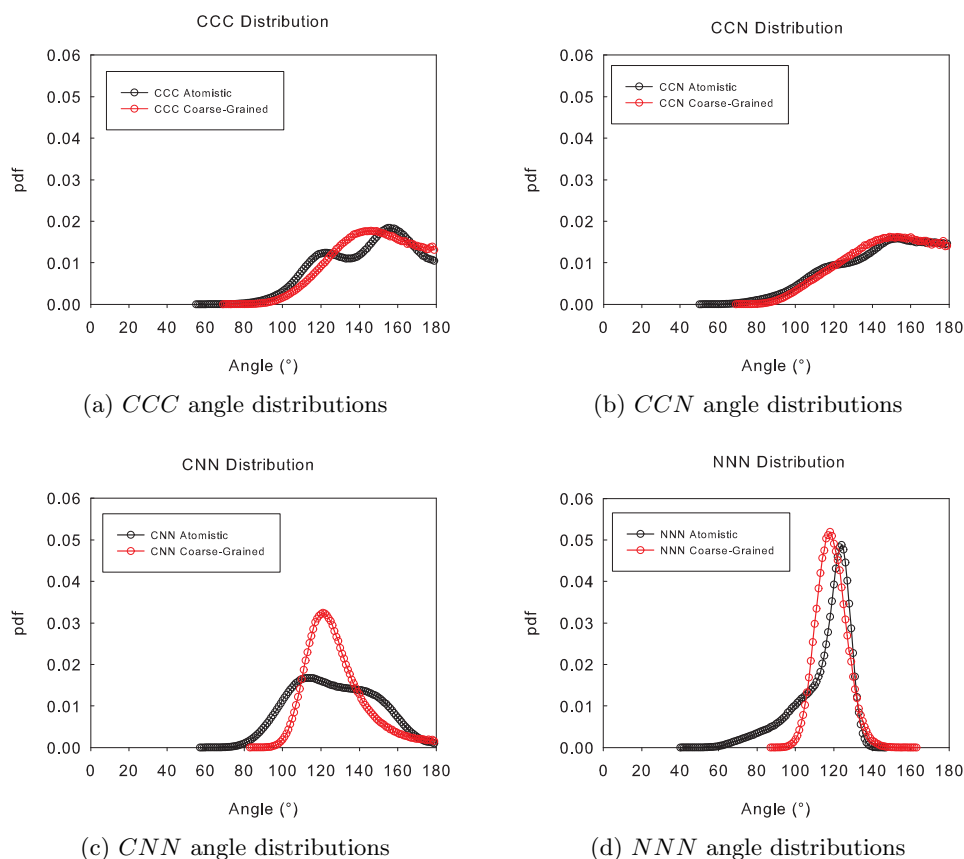 CCC Distribution
0.06
0.05
0.04
0.03
0.02
0.01
0.00
pdf
CCC Atomistic
CCC Coarse-Grained
0 20 40 60 80 100 120 140 160 180
Angle (°)
(a) CCC angle distributions
CCN Distribution
0.06
0.05
0.04
0.03
0.02
0.01
0.00
pdf
CCN Atomistic
CCN Coarse-Grained
0 20 40 60 80 100 120 140 160 180
Angle (°)
(b) CCN angle distributions
CNN Distribution
0.06
0.05
0.04
0.03
0.02
0.01
0.00
pdf
CNN Atomistic
CNN Coarse-Grained
0 20 40 60 80 100 120 140 160 180
Angle (°)
(c) CNN angle distributions
NNN Distribution
0.06
0.05
0.04
0.03
0.02
0.01
0.00
pdf
NNN Atomistic
NNN Coarse-Grained
0 20 40 60 80 100 120 140 160 180
Angle (°)
(d) NNN angle distributions